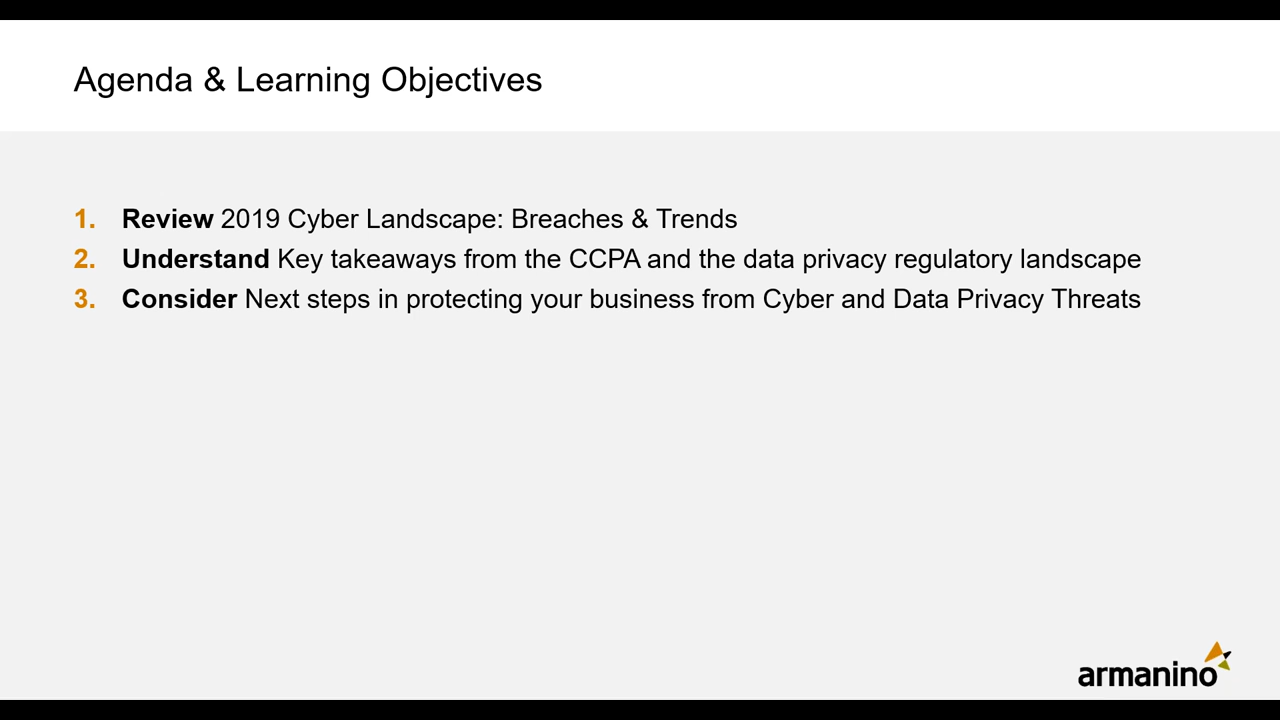 Agenda & Learning Objectives
1. Review 2019 Cyber Landscape: Breaches & Trends
2. Understand Key takeaways from the CCPA and the data privacy regulatory landscape
3. Consider Next steps in protecting your business from Cyber and Data Privacy Threats
armanino